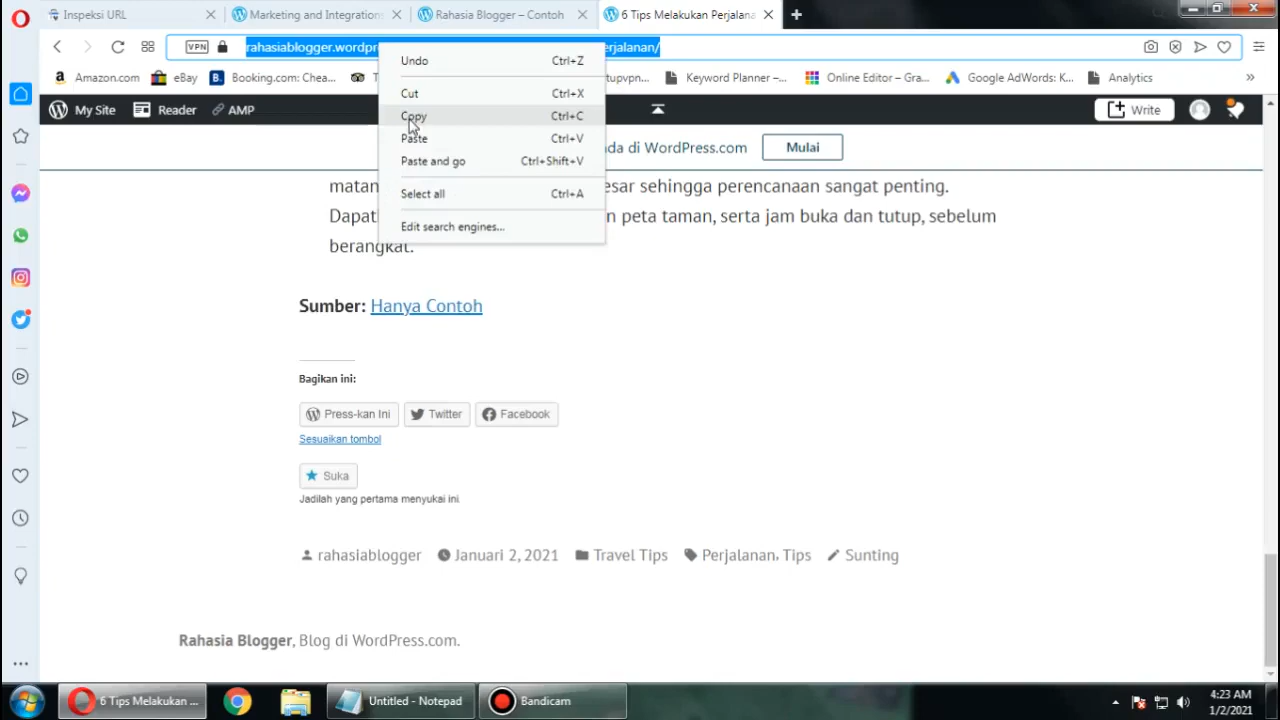 Inspeksi URL
Marketing and Integration
Rahasia Blogger – Contoh
6 Tips Melakukan Perjalana
VPN
rahasiablogger.wordpre
erjalanan/
Undo Ctrl+Z
Cut Ctrl+X
Copy Ctrl+C
Paste Ctrl+V
Paste and go Ctrl+Shift+V
Select all Ctrl+A
Edit search engines...
Amazon.com
eBay
Booking.com: Chea...
T
tupvpn...
Keyword Planner –...
Online Editor – Gra...
Google AdWords: K...
Analytics
»
My Site
Reader
AMP
Write
da di WordPress.com
Mulai
matan
esar sehingga perencanaan sangat penting.
Dapat
n peta taman, serta jam buka dan tutup, sebelum
berangkat.
Sumber: Hanya Contoh
Bagikan ini:
Press-kan Ini
Twitter
Facebook
Sesuaikan tombol
Suka
Jadilah yang pertama menyukai ini.
rahasiablogger Januari 2, 2021 Travel Tips Perjalanan, Tips Sunting
Rahasia Blogger, Blog di WordPress.com.
6 Tips Melakukan ...
Untitled - Notepad
Bandicam
4:23 AM
1/2/2021